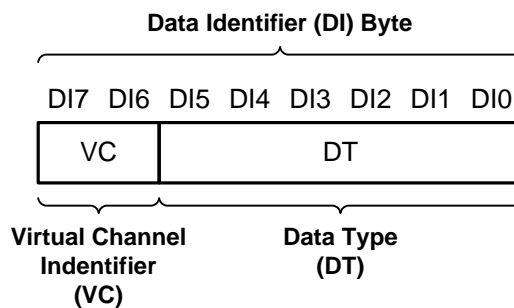 Data Identifier (DI) Byte
DI7 DI6 DI5 DI4 DI3 DI2 DI1 DI0
VC DT
Virtual Channel
Indentifier
(VC)
Data Type
(DT)